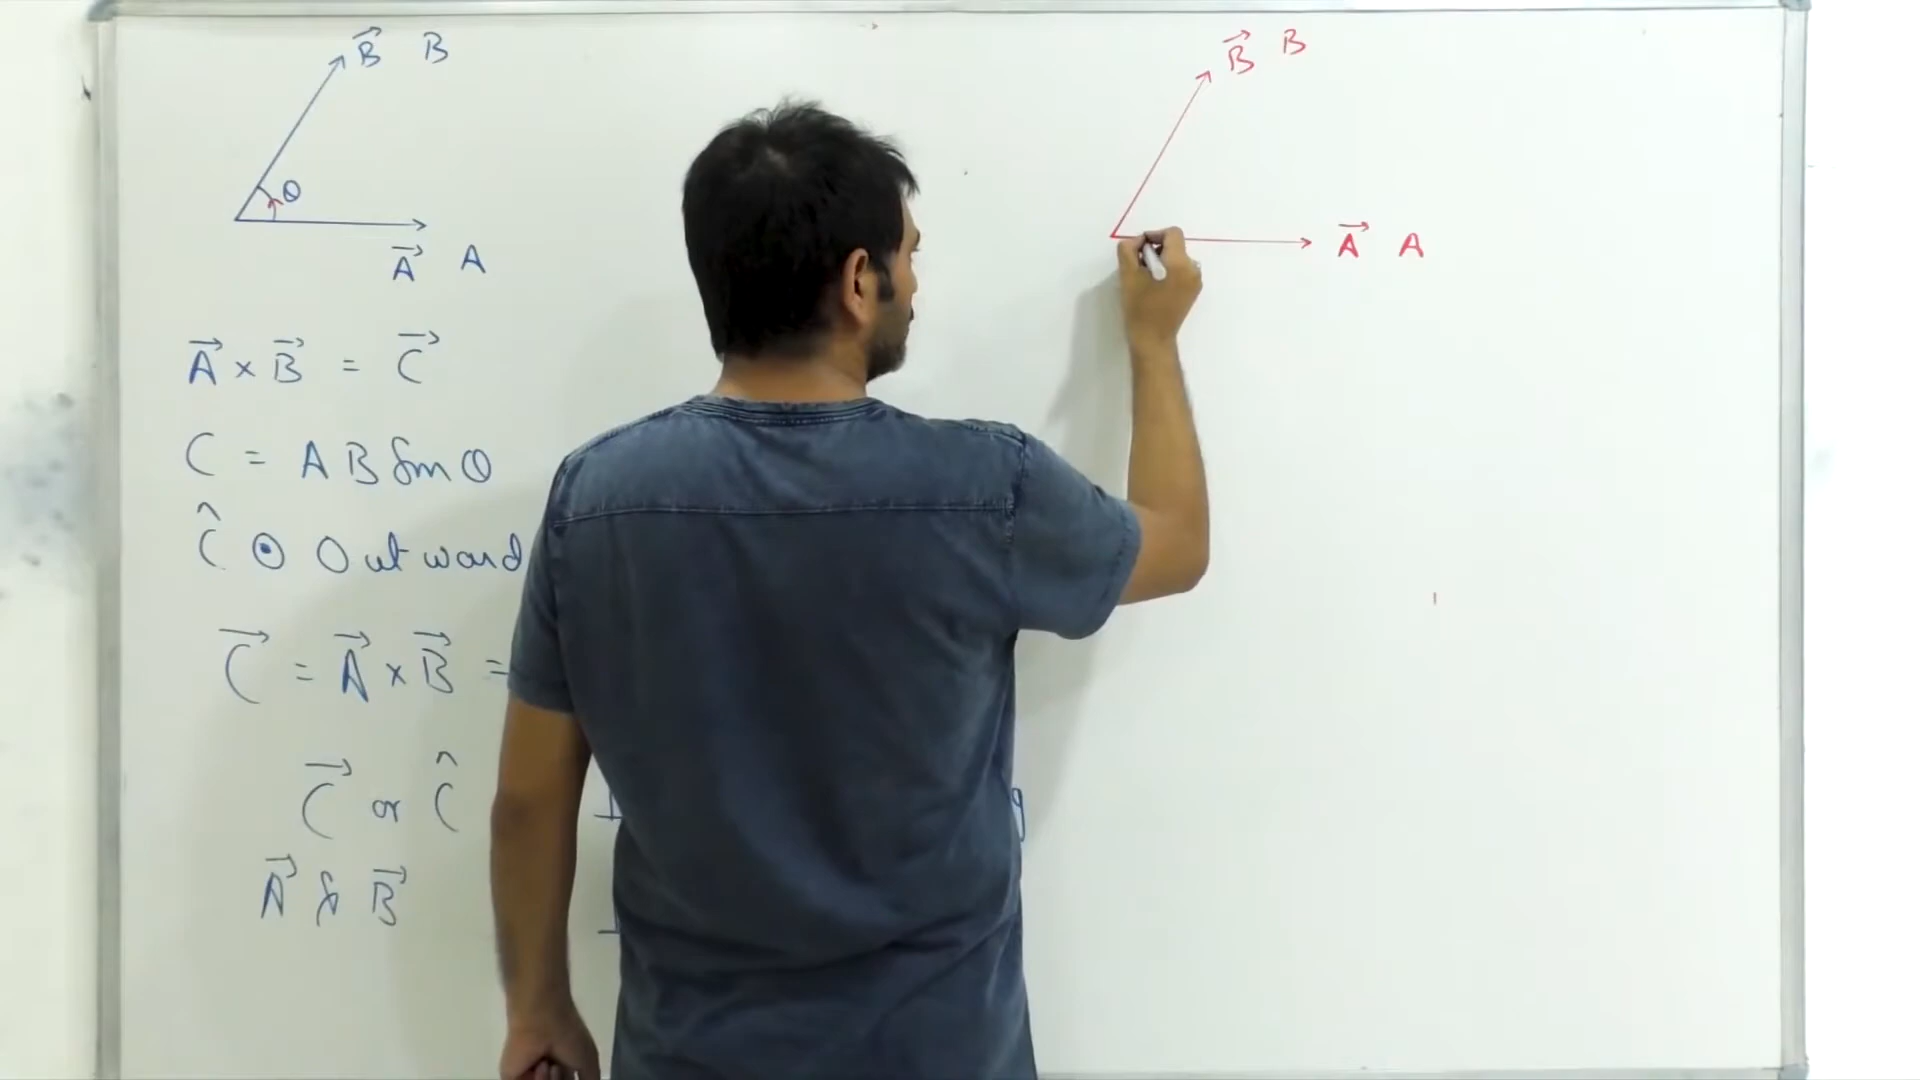 B⃗ B
θ
A⃗ A
A⃗ × B⃗ = C⃗
C = A B Sin θ
Ĉ ⊙ Outward
C⃗ = A⃗ × B⃗ =
C⃗ or Ĉ
A⃗ & B⃗
B⃗ B
A⃗ A